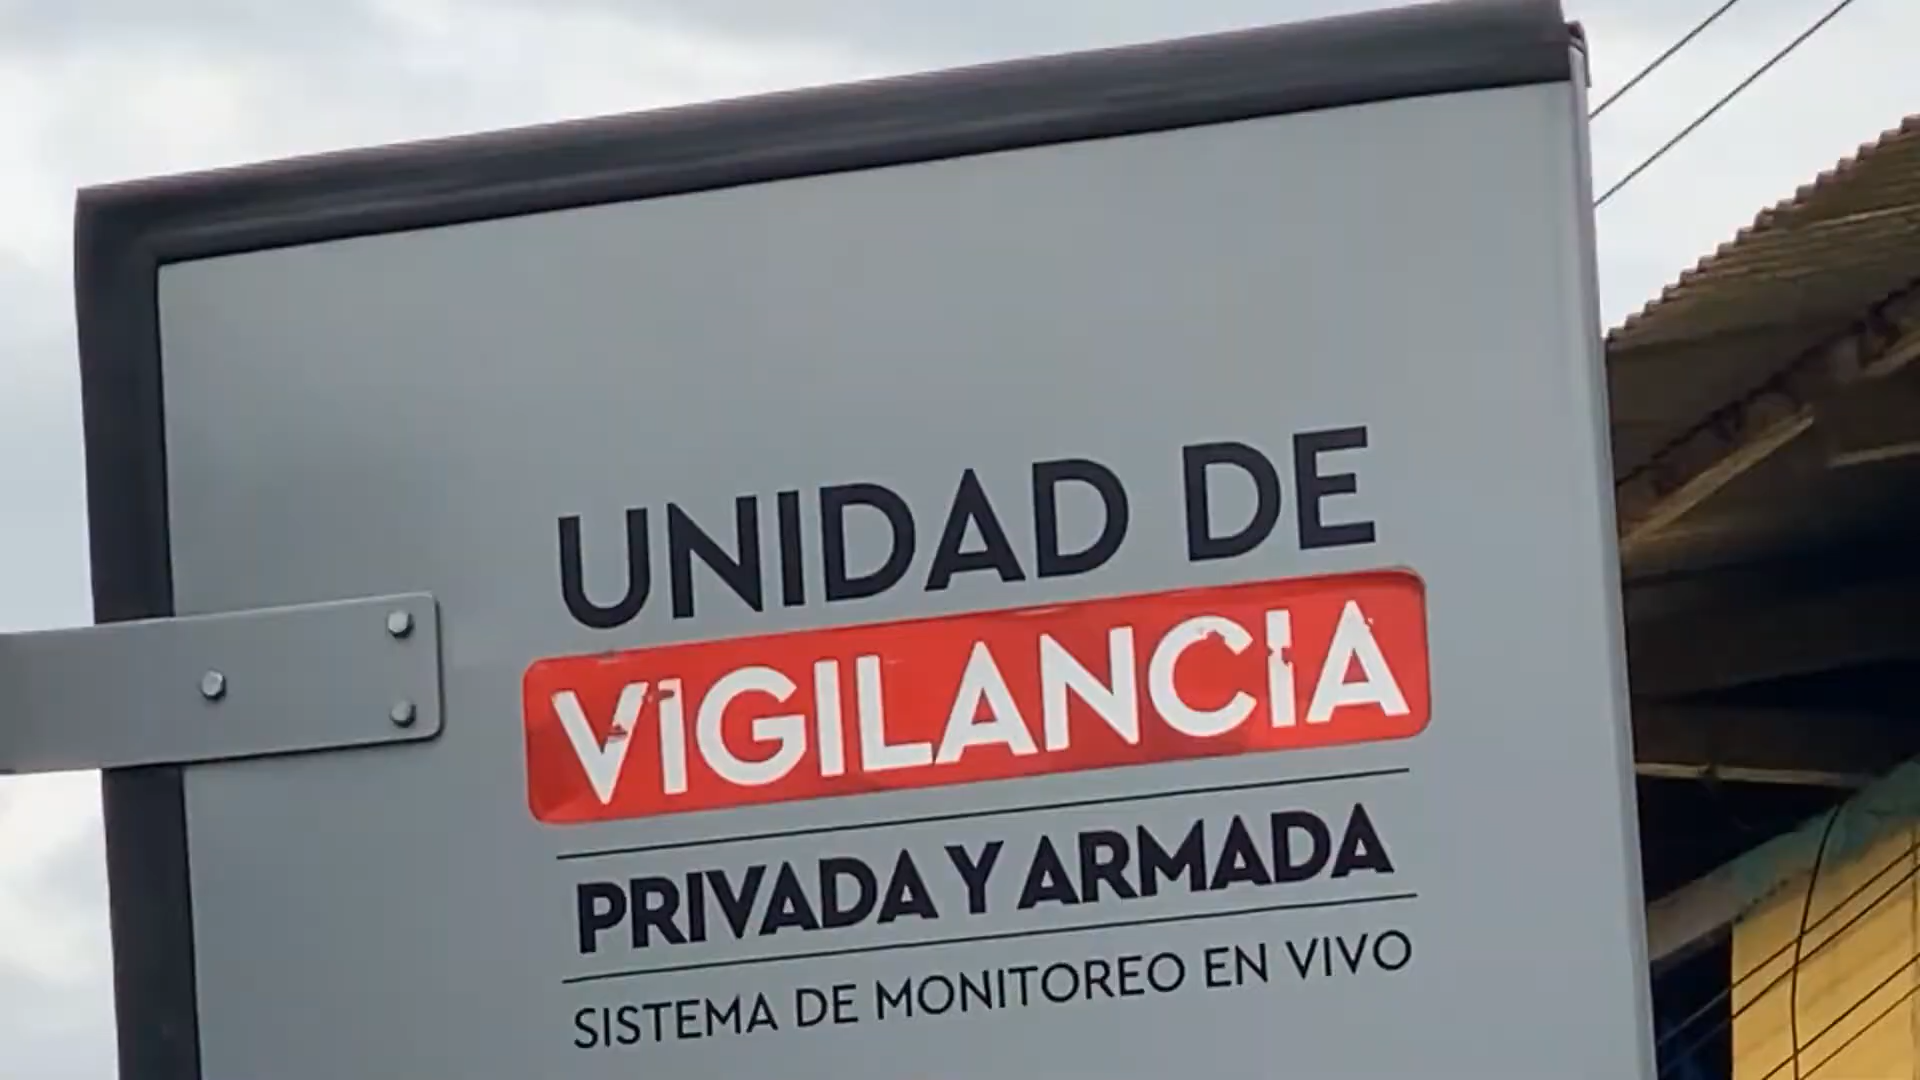 UNIDAD DE
VIGILANCIA
PRIVADA Y ARMADA
SISTEMA DE MONITOREO EN VIVO